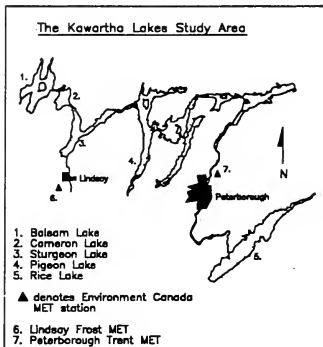 The Kawartha Lakes Study Area
1.
2.
3.
4.
Lindsay
6.
7.
N
Peterborough
5.
1. Balsam Lake
2. Cameron Lake
3. Sturgeon Lake
4. Pigeon Lake
5. Rice Lake
▲ denotes Environment Canada
MET station
6. Lindsay Frost MET
7. Peterborough Trent MET